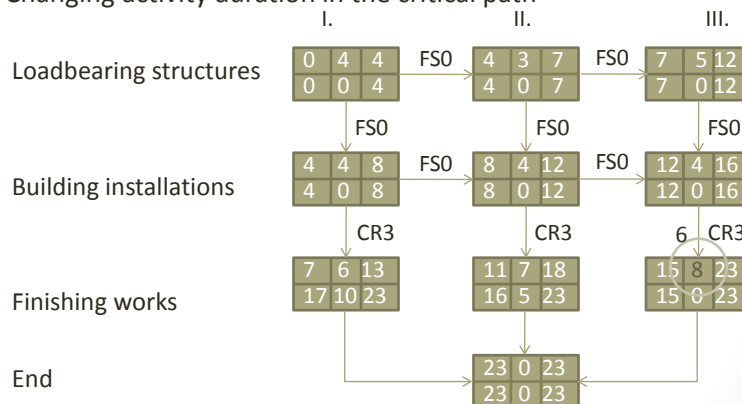 Changing activity duration in the critical path
I. II. III.
Loadbearing structures
0 4 4 FS0 4 3 7 FS0 7 5 12
0 0 4 4 0 7 7 0 12
FS0 FS0 FS0
Building installations
4 4 8 FS0 8 4 12 FS0 12 4 16
4 0 8 8 0 12 12 0 16
CR3 CR3 6 CR3
Finishing works
7 6 13 11 7 18 15 8 23
17 10 23 16 5 23 15 0 23
End
23 0 23
23 0 23